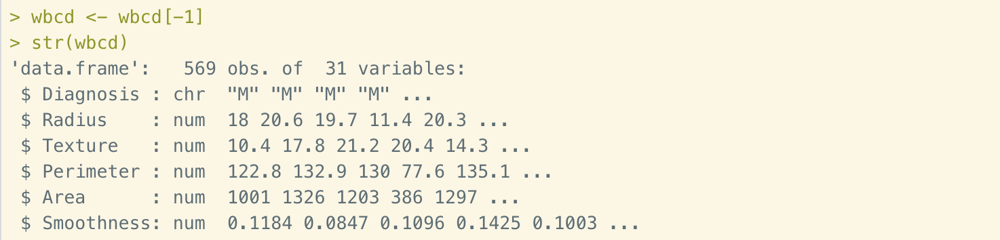 > wbcd <- wbcd[-1]
> str(wbcd)
'data.frame':   569 obs. of  31 variables:
 $ Diagnosis : chr  "M" "M" "M" "M" ...
 $ Radius    : num  18 20.6 19.7 11.4 20.3 ...
 $ Texture   : num  10.4 17.8 21.2 20.4 14.3 ...
 $ Perimeter : num  122.8 132.9 130 77.6 135.1 ...
 $ Area      : num  1001 1326 1203 386 1297 ...
 $ Smoothness: num  0.1184 0.0847 0.1096 0.1425 0.1003 ...